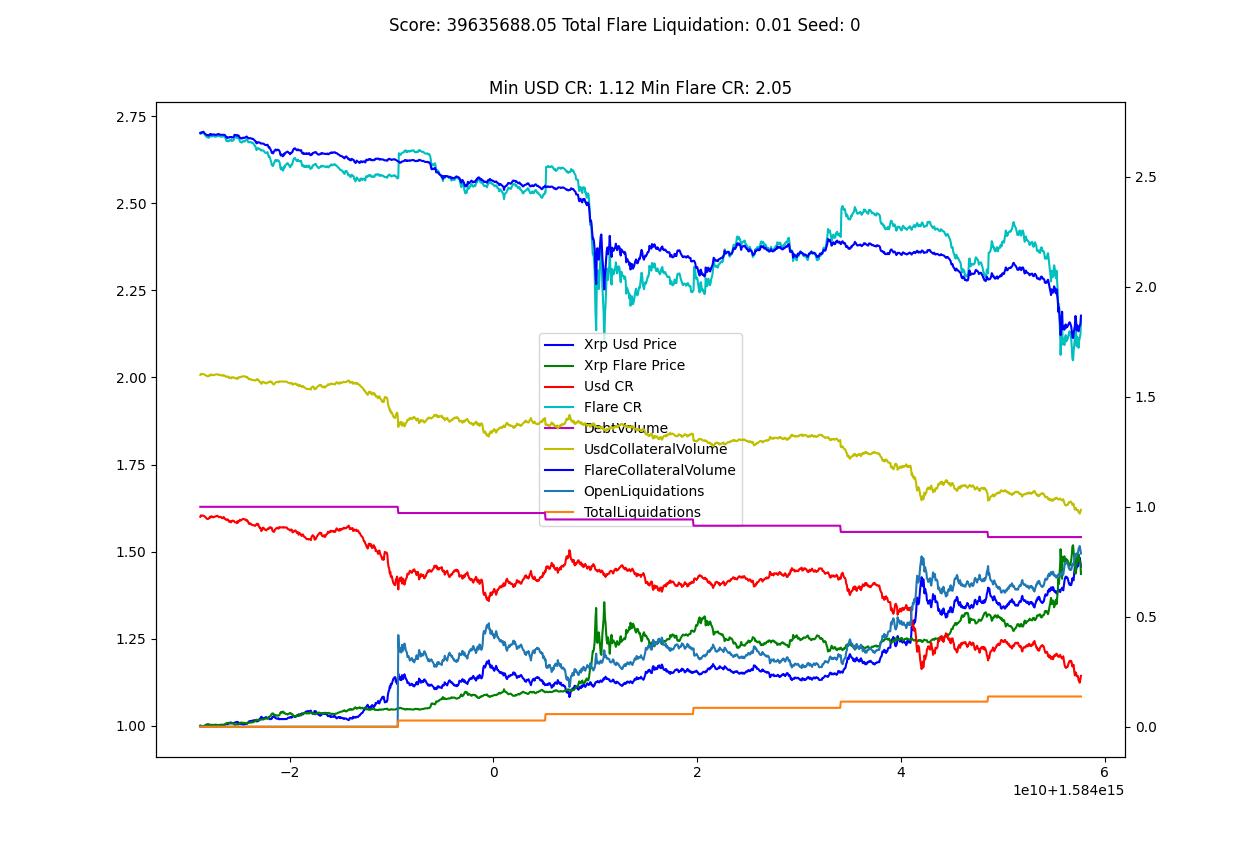 Score: 39635688.05 Total Flare Liquidation: 0.01 Seed: 0
Min USD CR: 1.12 Min Flare CR: 2.05
2.75
2.50
2.25
2.00
1.75
1.50
1.25
1.00
Xrp Usd Price
Xrp Flare Price
Usd CR
Flare CR
DebtVolume
UsdCollateralVolume
FlareCollateralVolume
OpenLiquidations
TotalLiquidations
2.5
2.0
1.5
1.0
0.5
0.0
−2 0 2 4 6
1e10+1.584e15